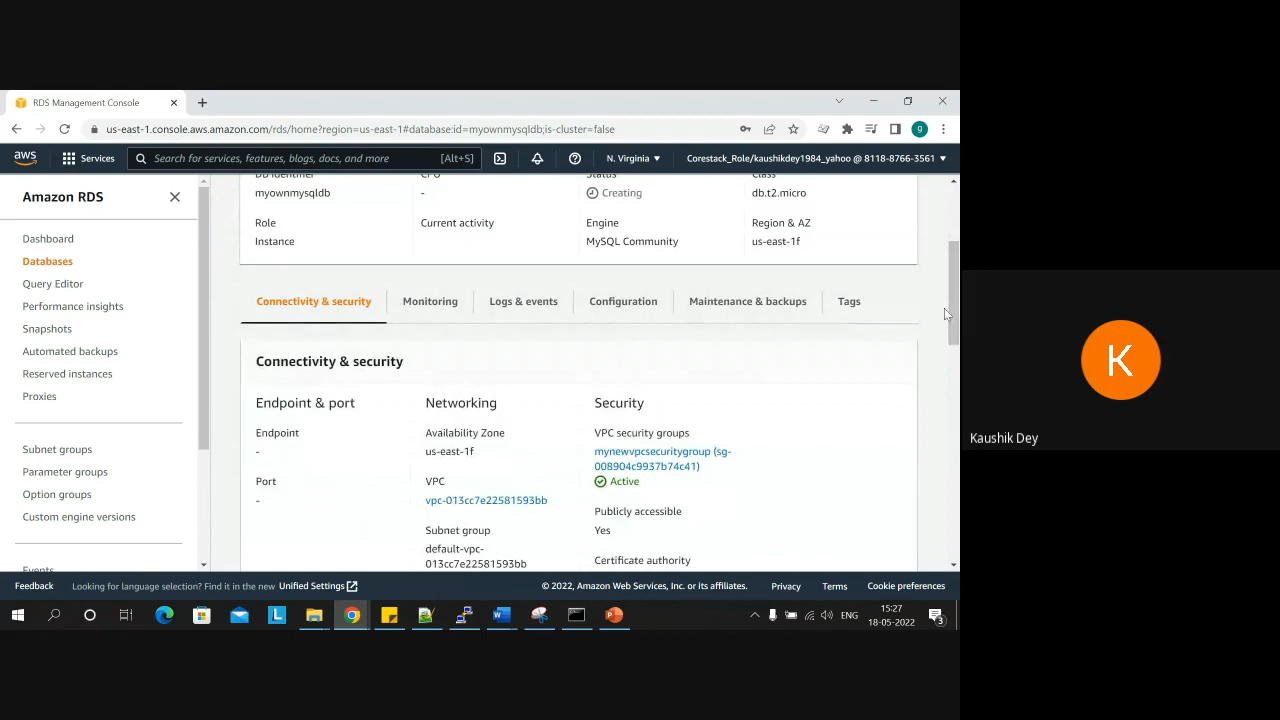 RDS Management Console
us-east-1.console.aws.amazon.com/rds/home?region=us-east-1#database:id=myownmysqldb;is-cluster=false
g
aws
Services
Search for services, features, blogs, docs, and more
[Alt+S]
N. Virginia
Corestack_Role/kaushikdey1984_yahoo @ 8118-8766-3561
Amazon RDS
Dashboard
Databases
Query Editor
Performance insights
Snapshots
Automated backups
Reserved instances
Proxies
Subnet groups
Parameter groups
Option groups
Custom engine versions
Events
DB identifier
myownmysqldb
CPU
-
Status
Creating
Class
db.t2.micro
Role
Instance
Current activity
Engine
MySQL Community
Region & AZ
us-east-1f
Connectivity & security
Monitoring
Logs & events
Configuration
Maintenance & backups
Tags
Connectivity & security
Endpoint & port
Endpoint
-
Port
-
Networking
Availability Zone
us-east-1f
VPC
vpc-013cc7e22581593bb
Subnet group
default-vpc-
013cc7e22581593bb
Security
VPC security groups
mynewvpcsecuritygroup (sg-
008904c9937b74c41)
Active
Publicly accessible
Yes
Certificate authority
Feedback
Looking for language selection? Find it in the new Unified Settings
© 2022, Amazon Web Services, Inc. or its affiliates.
Privacy
Terms
Cookie preferences
ENG
15:27
18-05-2022
3
K
Kaushik Dey